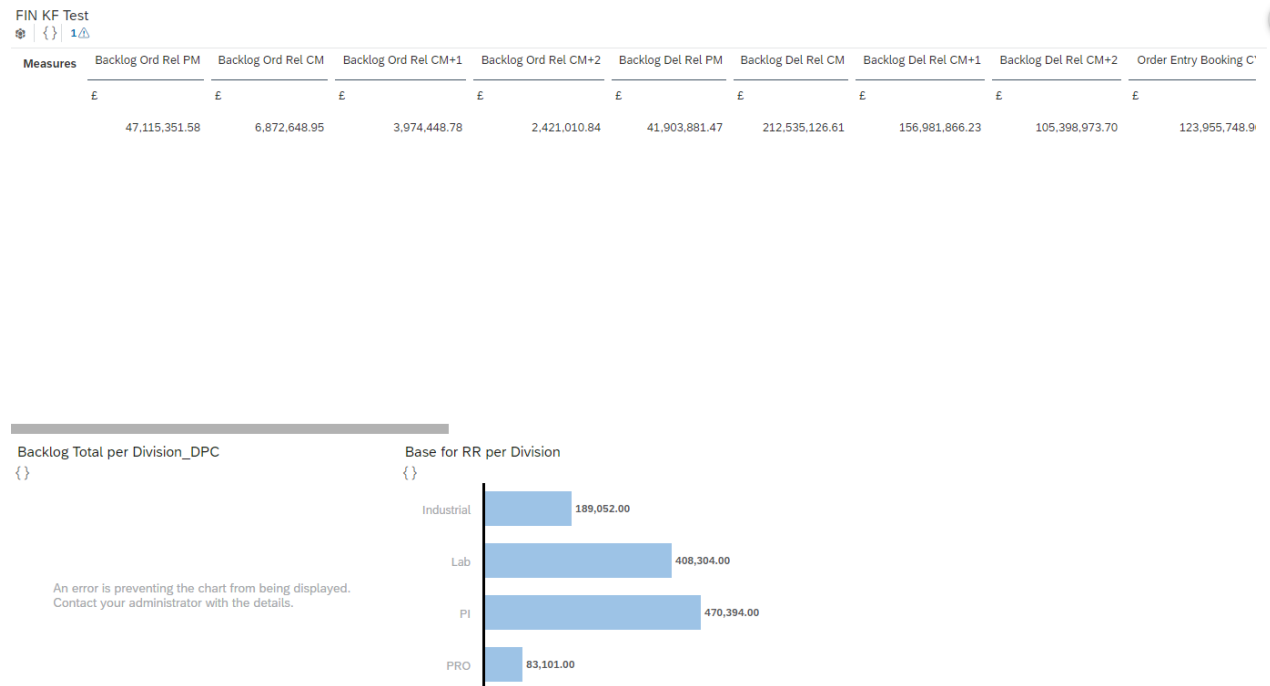 FIN KF Test
{ } 1
Measures Backlog Ord Rel PM Backlog Ord Rel CM Backlog Ord Rel CM+1 Backlog Ord Rel CM+2 Backlog Del Rel PM Backlog Del Rel CM Backlog Del Rel CM+1 Backlog Del Rel CM+2 Order Entry Booking
£ £ £ £ £ £ £ £ £
47,115,351.58 6,872,648.95 3,974,448.78 2,421,010.84 41,903,881.47 212,535,126.61 156,981,866.23 105,398,973.70
Backlog Total per Division_DPC
{ }
An error is preventing the chart from being displayed.
Contact your administrator with the details.
Base for RR per Division
{ }
Industrial 189,052.00
Lab 408,304.00
PI 470,394.00
PRO 83,101.00